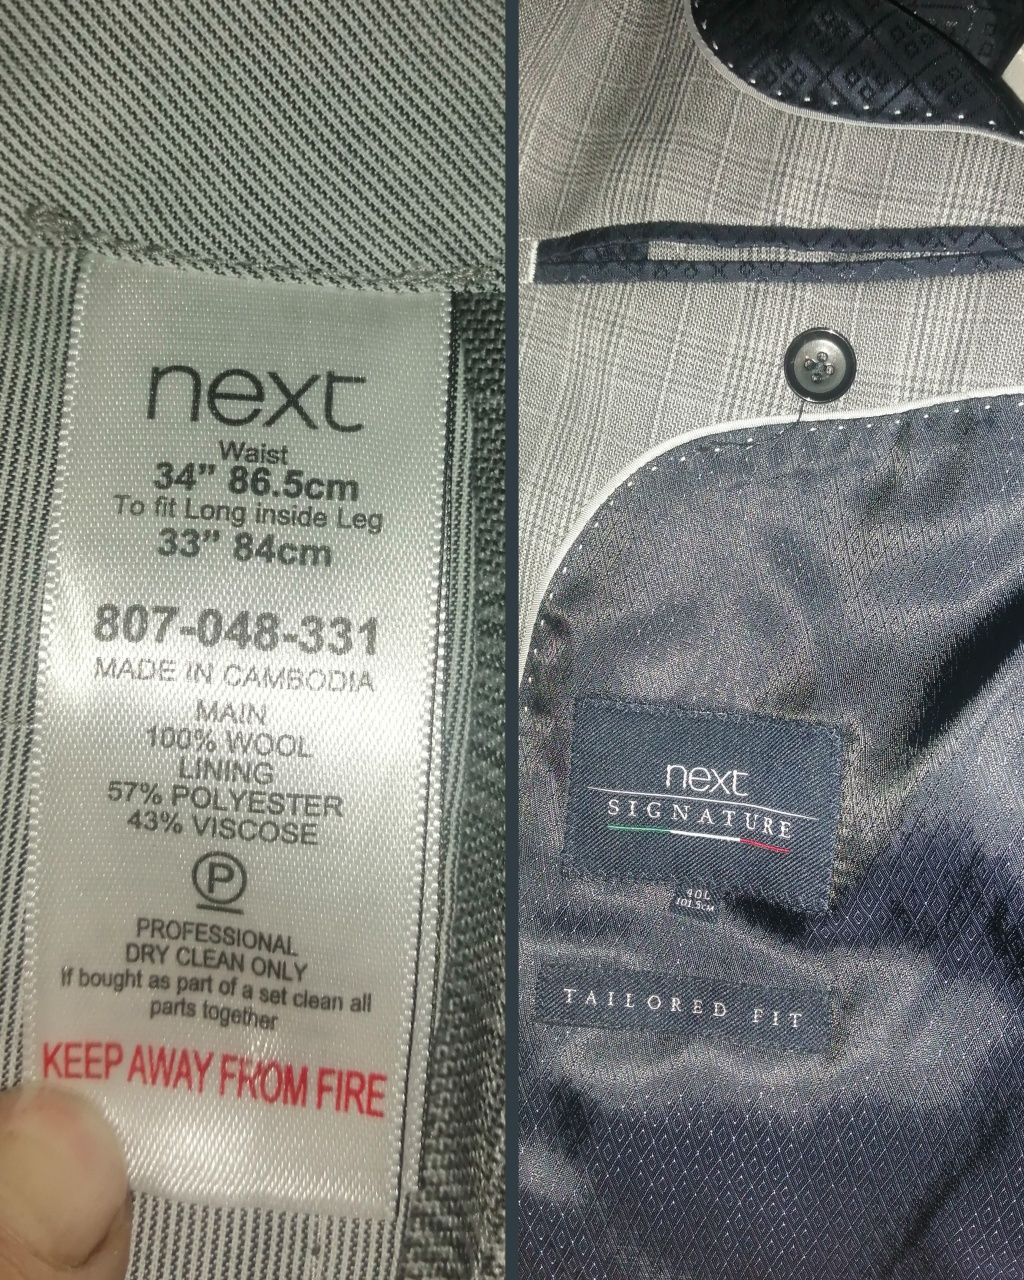 next
Waist
34" 86.5cm
To fit Long inside Leg
33" 84cm
807-048-331
MADE IN CAMBODIA
MAIN
100% WOOL
LINING
57% POLYESTER
43% VISCOSE
P
PROFESSIONAL
DRY CLEAN ONLY
If bought as part of a set clean all
parts together
KEEP AWAY FROM FIRE
next
SIGNATURE
40L
101.5CM
TAILORED FIT